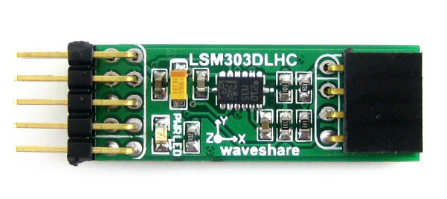 LSM303DLHC
PWR LED
Y
Z X
waveshare